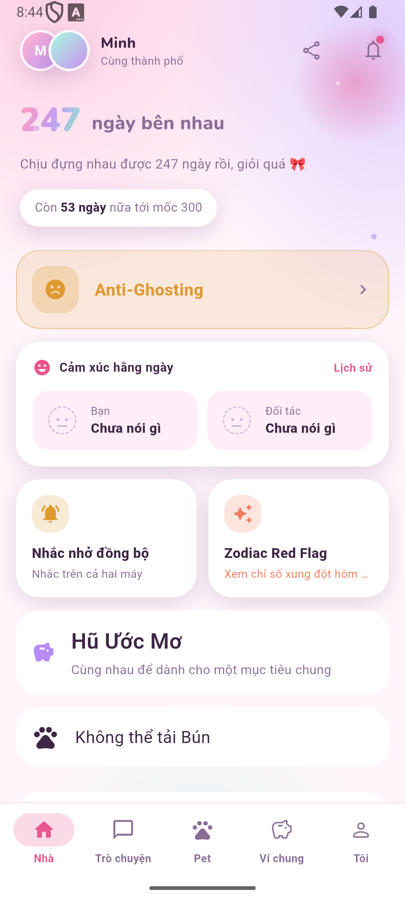 8:44
A
M
Minh
Cùng thành phố
247 ngày bên nhau
Chịu đựng nhau được 247 ngày rồi, giỏi quá 🎀
Còn 53 ngày nữa tới mốc 300
Anti-Ghosting
Cảm xúc hằng ngày
Lịch sử
Bạn
Chưa nói gì
Đối tác
Chưa nói gì
Nhắc nhở đồng bộ
Nhắc trên cả hai máy
Zodiac Red Flag
Xem chỉ số xung đột hôm ...
Hũ Ước Mơ
Cùng nhau để dành cho một mục tiêu chung
Không thể tải Bún
Nhà
Trò chuyện
Pet
Ví chung
Tôi